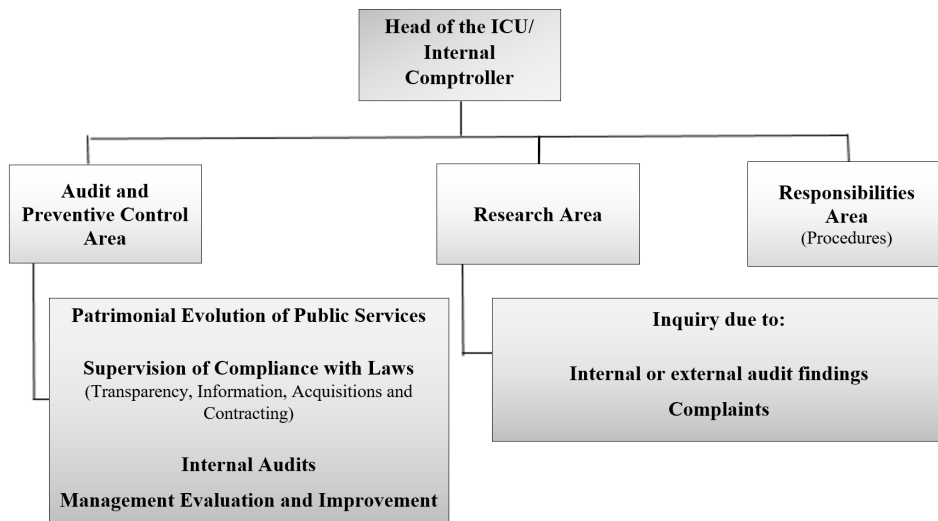 Head of the ICU/
Internal
Comptroller
Audit and
Preventive Control
Area
Research Area
Responsibilities
Area
(Procedures)
Patrimonial Evolution of Public Services
Supervision of Compliance with Laws
(Transparency, Information, Acquisitions and
Contracting)
Internal Audits
Management Evaluation and Improvement
Inquiry due to:
Internal or external audit findings
Complaints